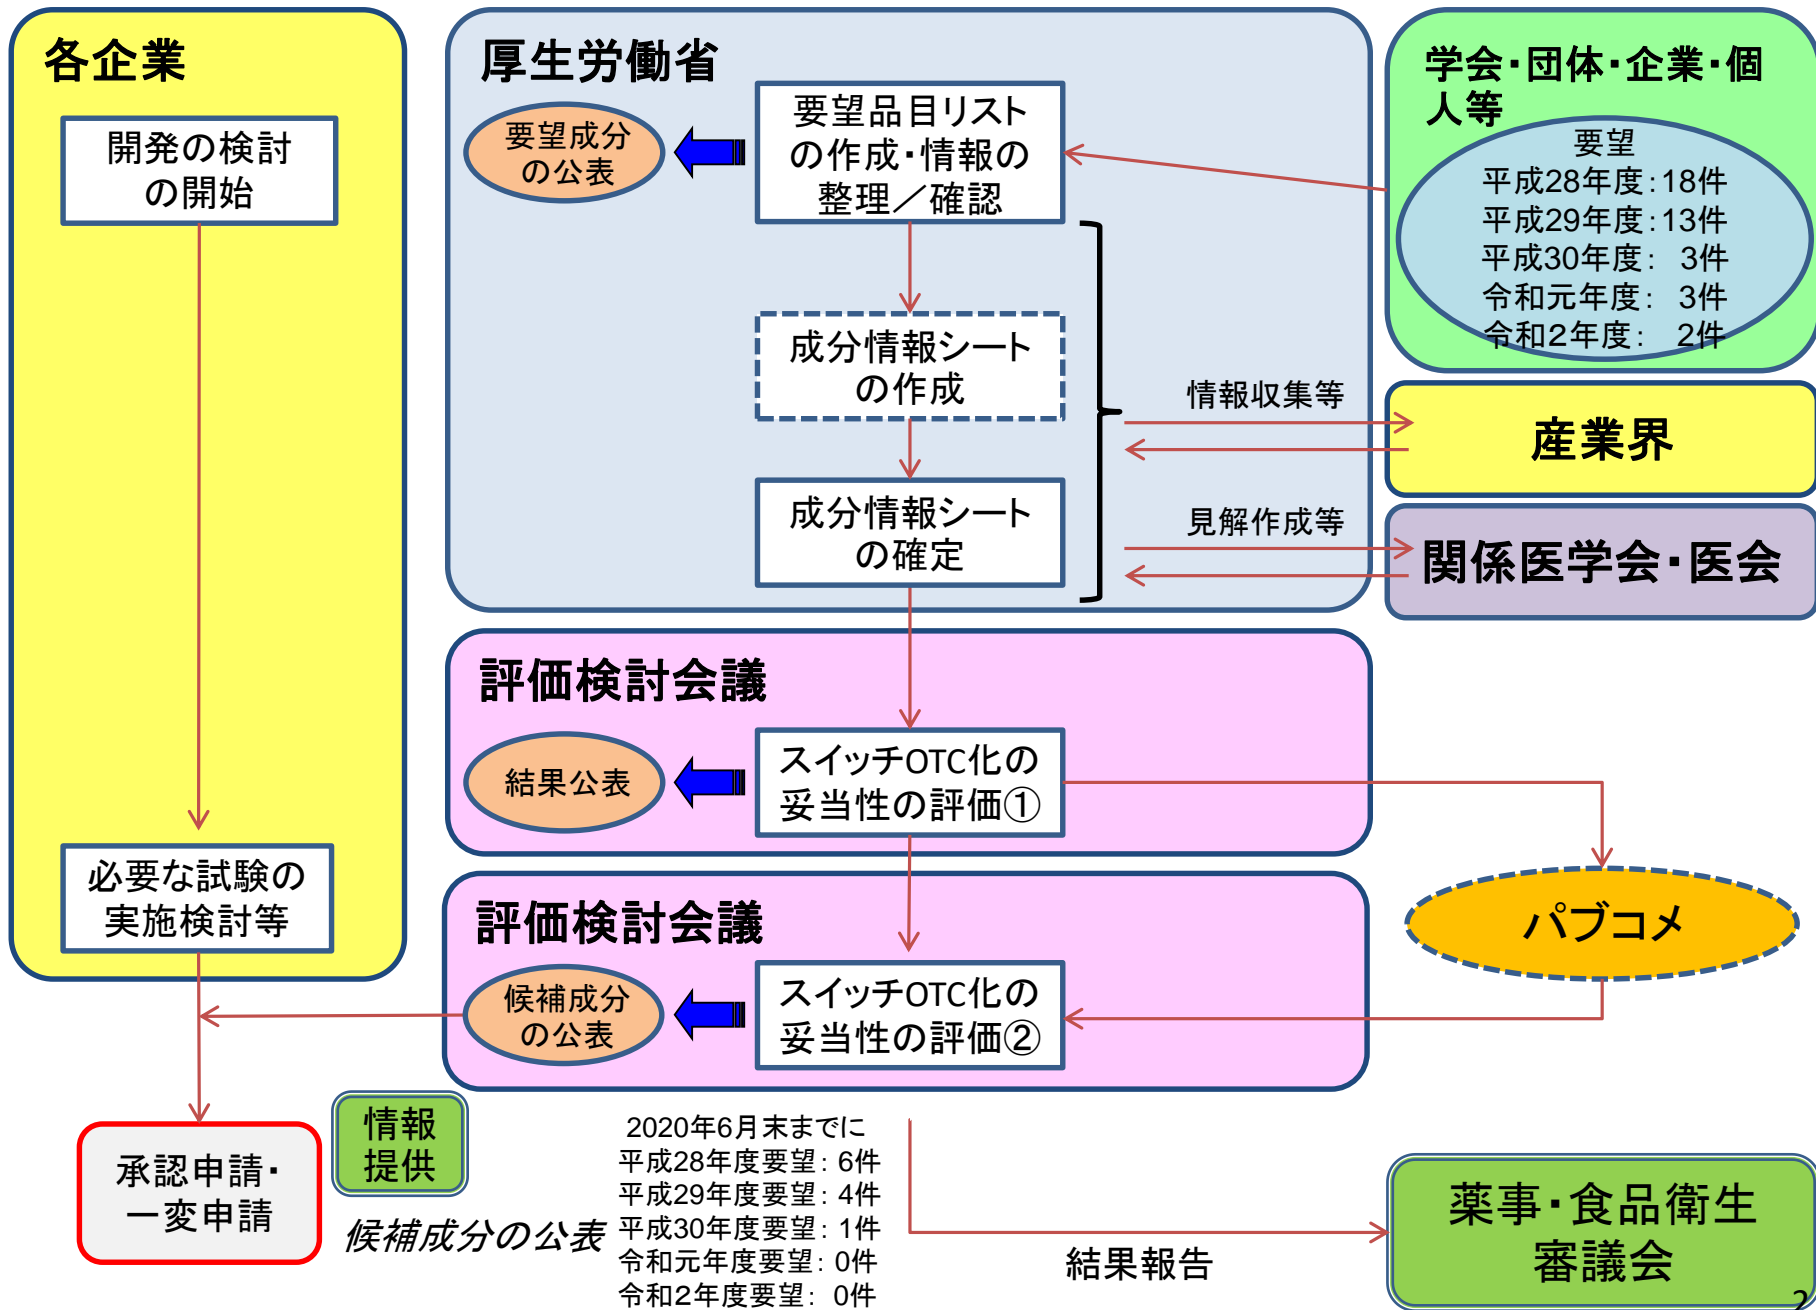 各企業
開発の検討
の開始
必要な試験の
実施検討等
承認申請・
一変申請
厚生労働省
要望成分
の公表
要望品目リスト
の作成・情報の
整理／確認
成分情報シート
の作成
成分情報シート
の確定
学会・団体・企業・個
人等
要望
平成28年度：18件
平成29年度：13件
平成30年度： 3件
令和元年度： 3件
令和２年度： 2件
情報収集等
産業界
見解作成等
関係医学会・医会
評価検討会議
結果公表
スイッチOTC化の
妥当性の評価①
パブコメ
評価検討会議
候補成分
の公表
スイッチOTC化の
妥当性の評価②
情報
提供
候補成分の公表
2020年6月末までに
平成28年度要望：6件
平成29年度要望：4件
平成30年度要望：1件
令和元年度要望：0件
令和２年度要望：0件
結果報告
薬事・食品衛生
審議会
2